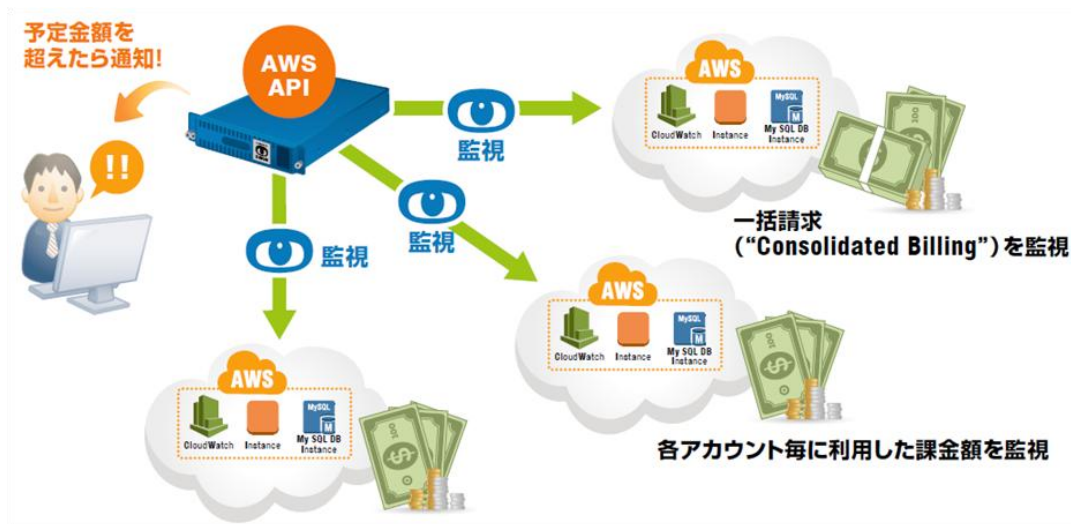 予定金額を
超えたら通知!
AWS
API
!!
監視
監視
監視
AWS
CloudWatch
Instance
MySQL
M
My SQL DB
Instance
100
一括請求
(“Consolidated Billing”)を監視
AWS
CloudWatch
Instance
MySQL
M
My SQL DB
Instance
100
各アカウント毎に利用した課金額を監視
AWS
CloudWatch
Instance
MySQL
M
My SQL DB
Instance
100